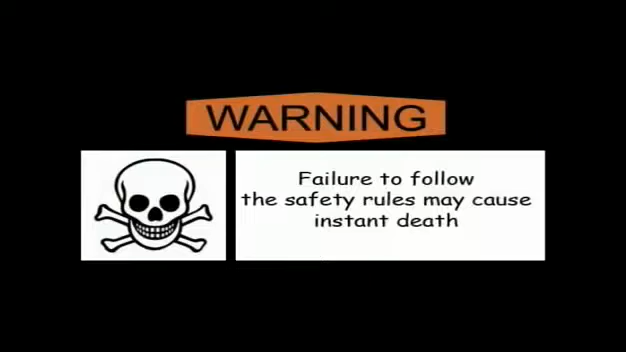 WARNING
Failure to follow
the safety rules may cause
instant death